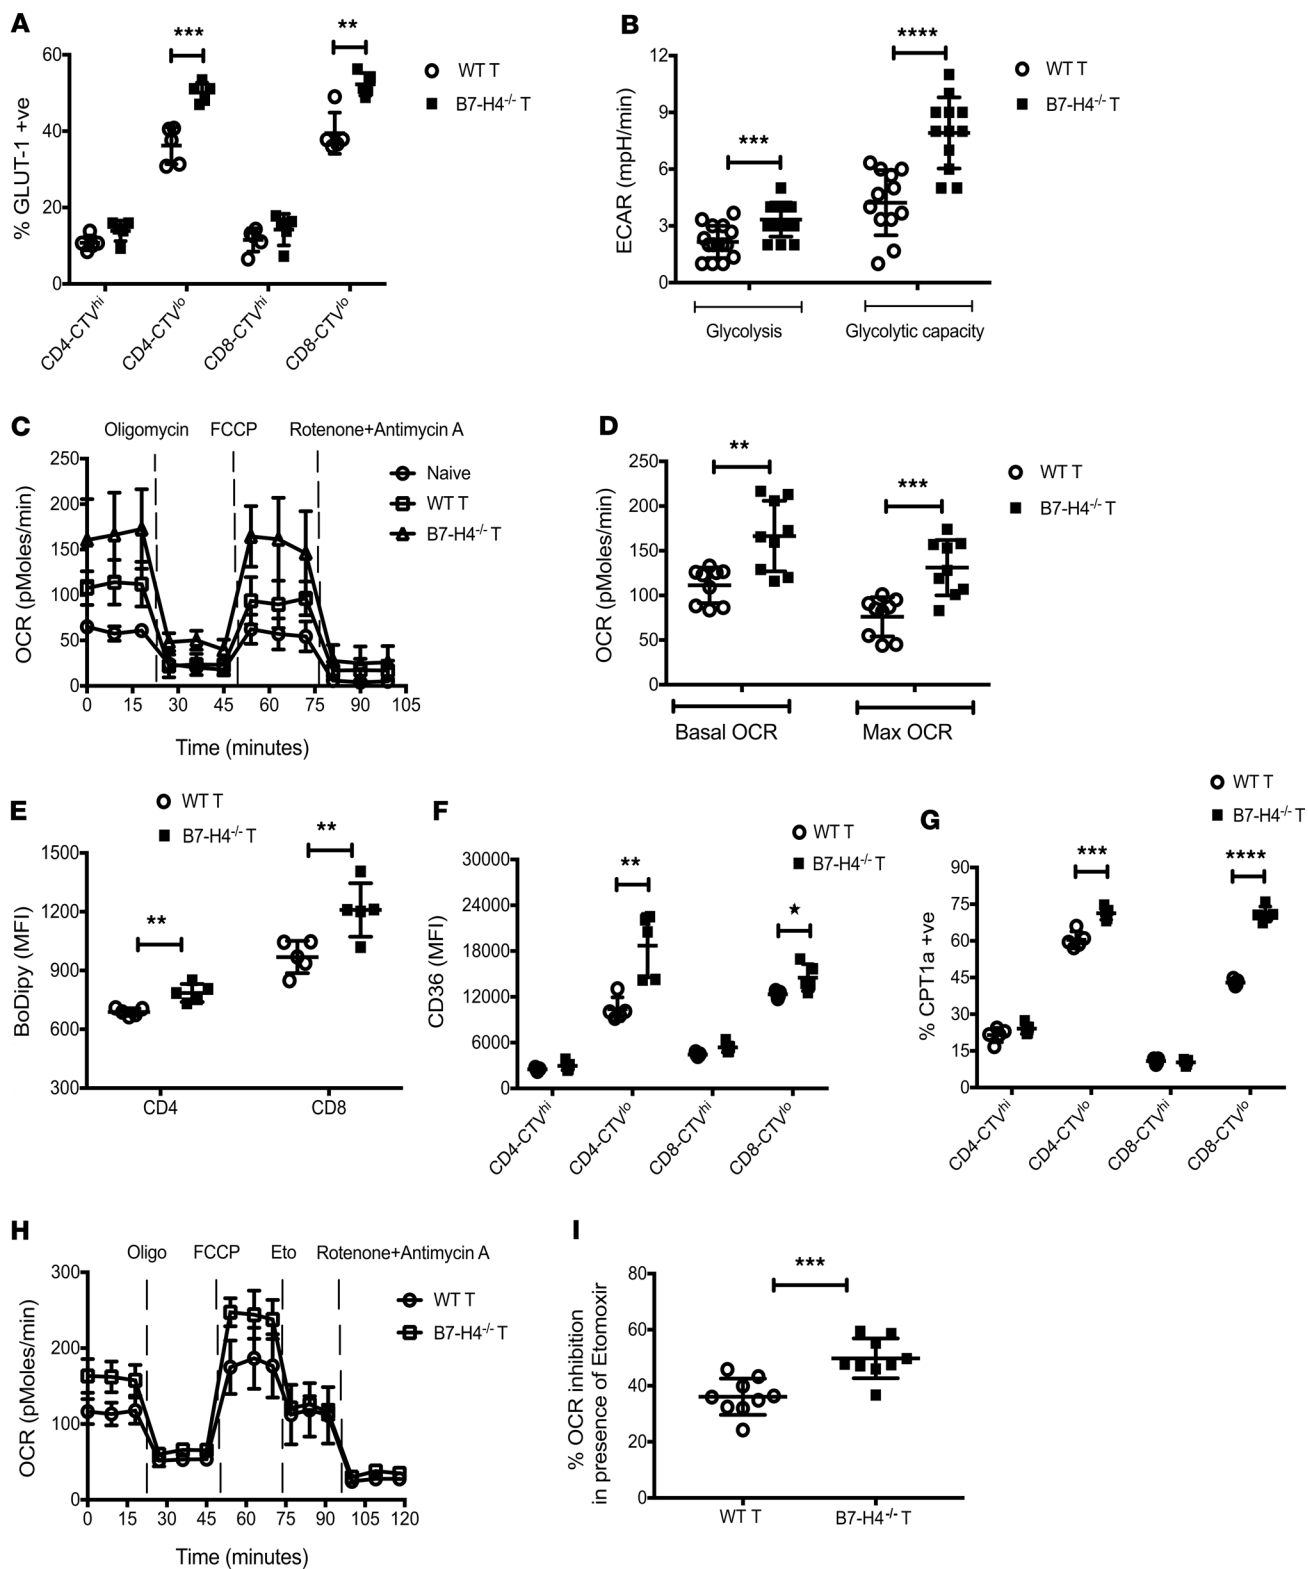 A
***
**
60
40
20
0
% GLUT-1 +ve
WT T
B7-H4-/- T
CD4-CTVhi
CD4-CTVlo
CD8-CTVhi
CD8-CTVlo
B
***
****
12
9
6
3
0
ECAR (mpH/min)
WT T
B7-H4-/- T
Glycolysis
Glycolytic capacity
C
Oligomycin
FCCP
Rotenone+Antimycin A
250
200
150
100
50
0
OCR (pMoles/min)
Naive
WT T
B7-H4-/- T
0 15 30 45 60 75 90 105
Time (minutes)
D
**
***
250
200
150
100
50
0
OCR (pMoles/min)
WT T
B7-H4-/- T
Basal OCR
Max OCR
E
WT T
B7-H4-/- T
**
**
1500
1200
900
600
300
BoDipy (MFI)
CD4
CD8
F
WT T
B7-H4-/- T
**
★
30000
24000
18000
12000
6000
0
CD36 (MFI)
CD4-CTVhi
CD4-CTVlo
CD8-CTVhi
CD8-CTVlo
G
WT T
B7-H4-/- T
***
****
90
75
60
45
30
15
0
% CPT1a +ve
CD4-CTVhi
CD4-CTVlo
CD8-CTVhi
CD8-CTVlo
H
Oligo
FCCP
Eto
Rotenone+Antimycin A
300
200
100
0
OCR (pMoles/min)
WT T
B7-H4-/- T
0 15 30 45 60 75 90 105 120
Time (minutes)
I
***
80
60
40
20
0
% OCR inhibition
in presence of Etomoxir
WT T
B7-H4-/- T